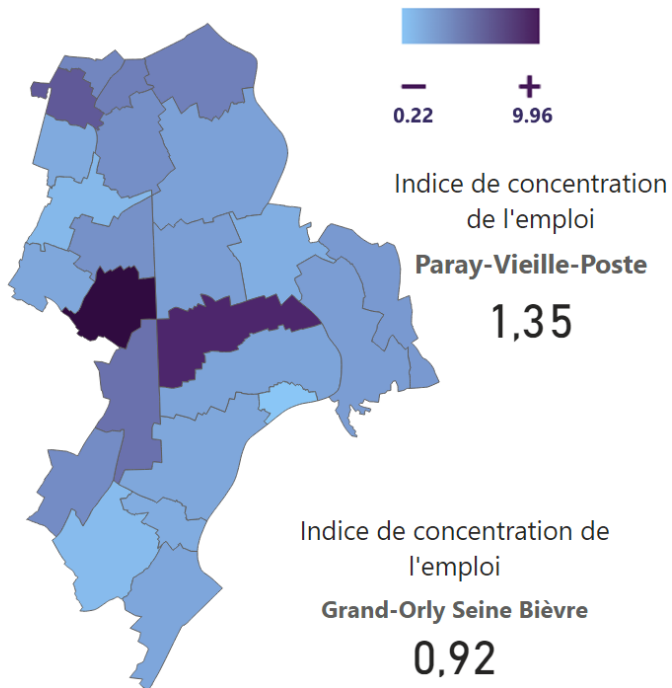 − +
0.22 9.96
Indice de concentration
de l'emploi
Paray-Vieille-Poste
1,35
Indice de concentration de
l'emploi
Grand-Orly Seine Bièvre
0,92